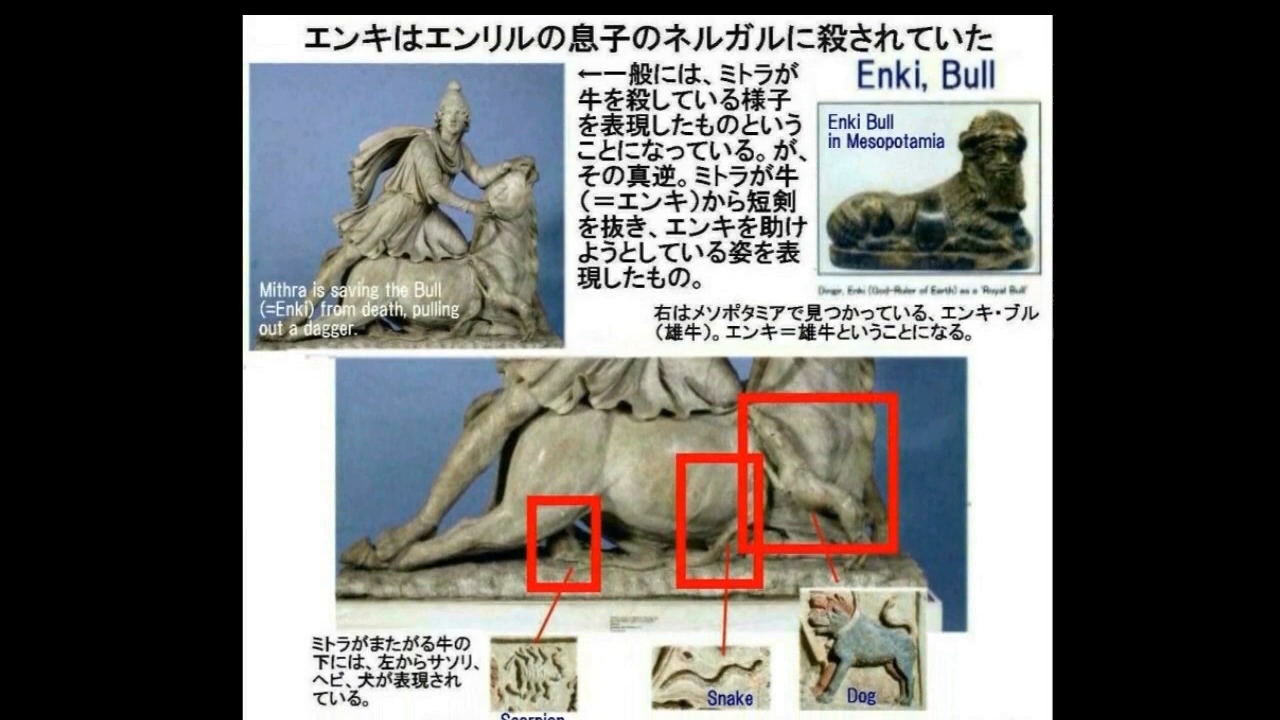 エンキはエンリルの息子のネルガルに殺されていた
←一般には、ミトラが
牛を殺している様子
を表現したものという
ことになっている。が、
その真逆。ミトラが牛
(＝エンキ)から短剣
を抜き、エンキを助け
ようとしている姿を表
現したもの。
Enki, Bull
Enki Bull
in Mesopotamia
Mithra is saving the Bull
(=Enki) from death, pulling
out a dagger.
Enki (God-Ruler of Earth) as a 'Royal Bull'
右はメソポタミアで見つかっている、エンキ・ブル
(雄牛)。エンキ＝雄牛ということになる。
ミトラがまたがる牛の
下には、左からサソリ、
ヘビ、犬が表現され
ている。
Scorpion
Snake
Dog